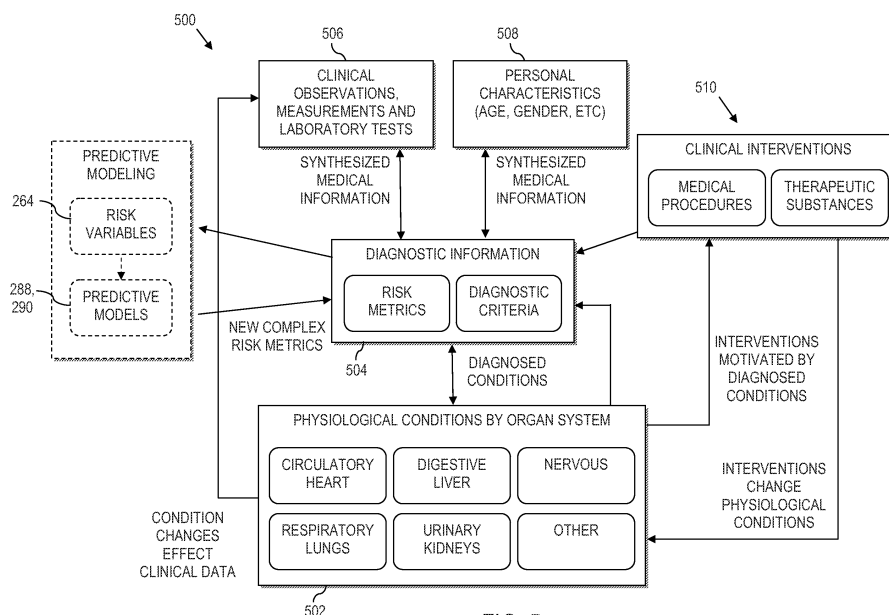 500
506
508
510
CLINICAL
OBSERVATIONS,
MEASUREMENTS AND
LABORATORY TESTS
PERSONAL
CHARACTERISTICS
(AGE, GENDER, ETC)
CLINICAL INTERVENTIONS
MEDICAL
PROCEDURES
THERAPEUTIC
SUBSTANCES
PREDICTIVE
MODELING
264
RISK
VARIABLES
288,
290
PREDICTIVE
MODELS
SYNTHESIZED
MEDICAL
INFORMATION
SYNTHESIZED
MEDICAL
INFORMATION
DIAGNOSTIC INFORMATION
RISK
METRICS
DIAGNOSTIC
CRITERIA
NEW COMPLEX
RISK METRICS
504
DIAGNOSED
CONDITIONS
INTERVENTIONS
MOTIVATED BY
DIAGNOSED
CONDITIONS
PHYSIOLOGICAL CONDITIONS BY ORGAN SYSTEM
CIRCULATORY
HEART
DIGESTIVE
LIVER
NERVOUS
RESPIRATORY
LUNGS
URINARY
KIDNEYS
OTHER
INTERVENTIONS
CHANGE
PHYSIOLOGICAL
CONDITIONS
CONDITION
CHANGES
EFFECT
CLINICAL DATA
502